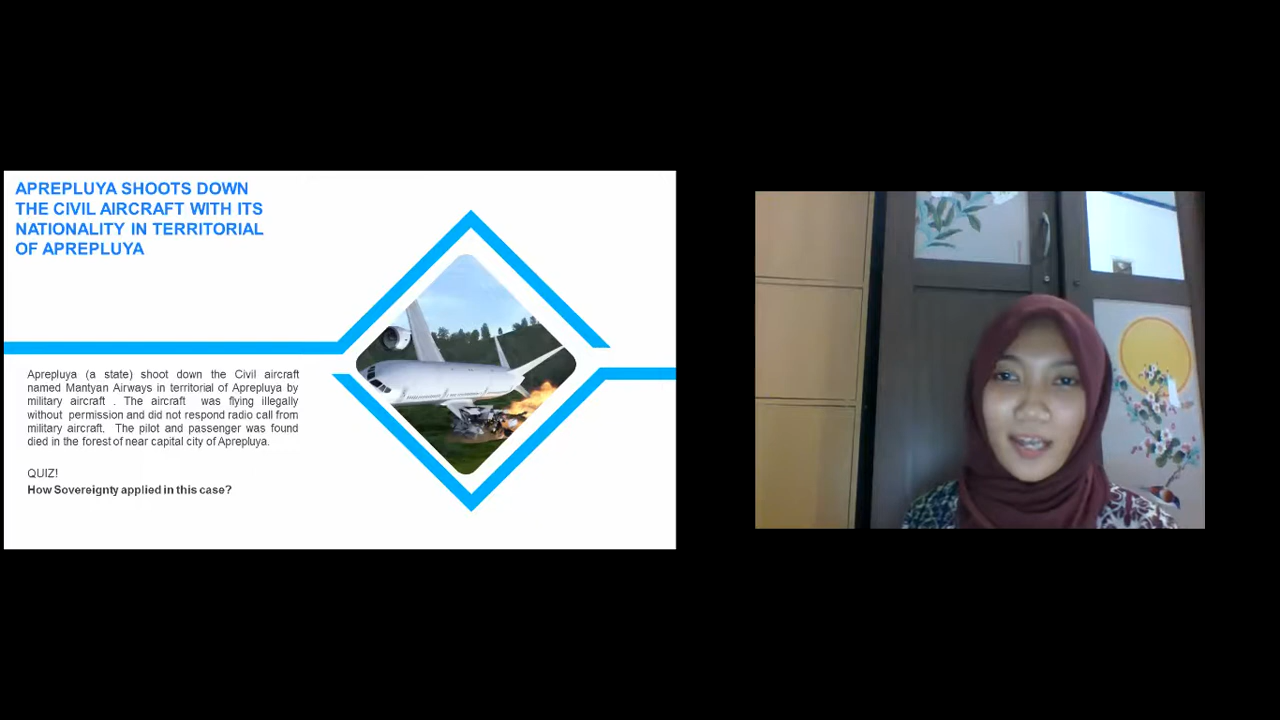 APREPLUYA SHOOTS DOWN
THE CIVIL AIRCRAFT WITH ITS
NATIONALITY IN TERRITORIAL
OF APREPLUYA
Aprepluya (a state) shoot down the Civil aircraft
named Mantyan Airways in territorial of Aprepluya by
military aircraft . The aircraft was flying illegally
without permission and did not respond radio call from
military aircraft. The pilot and passenger was found
died in the forest of near capital city of Aprepluya.
QUIZ!
How Sovereignty applied in this case?